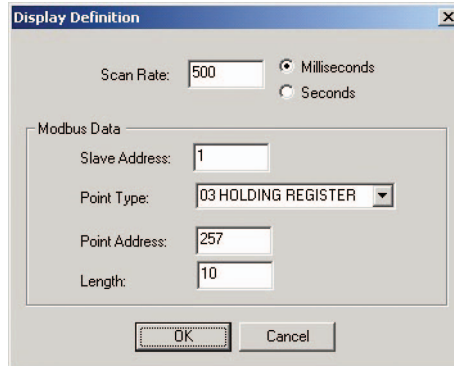 Display Definition
Scan Rate: 500 Milliseconds
Seconds
Modbus Data
Slave Address: 1
Point Type: 03 HOLDING REGISTER
Point Address: 257
Length: 10
OK Cancel